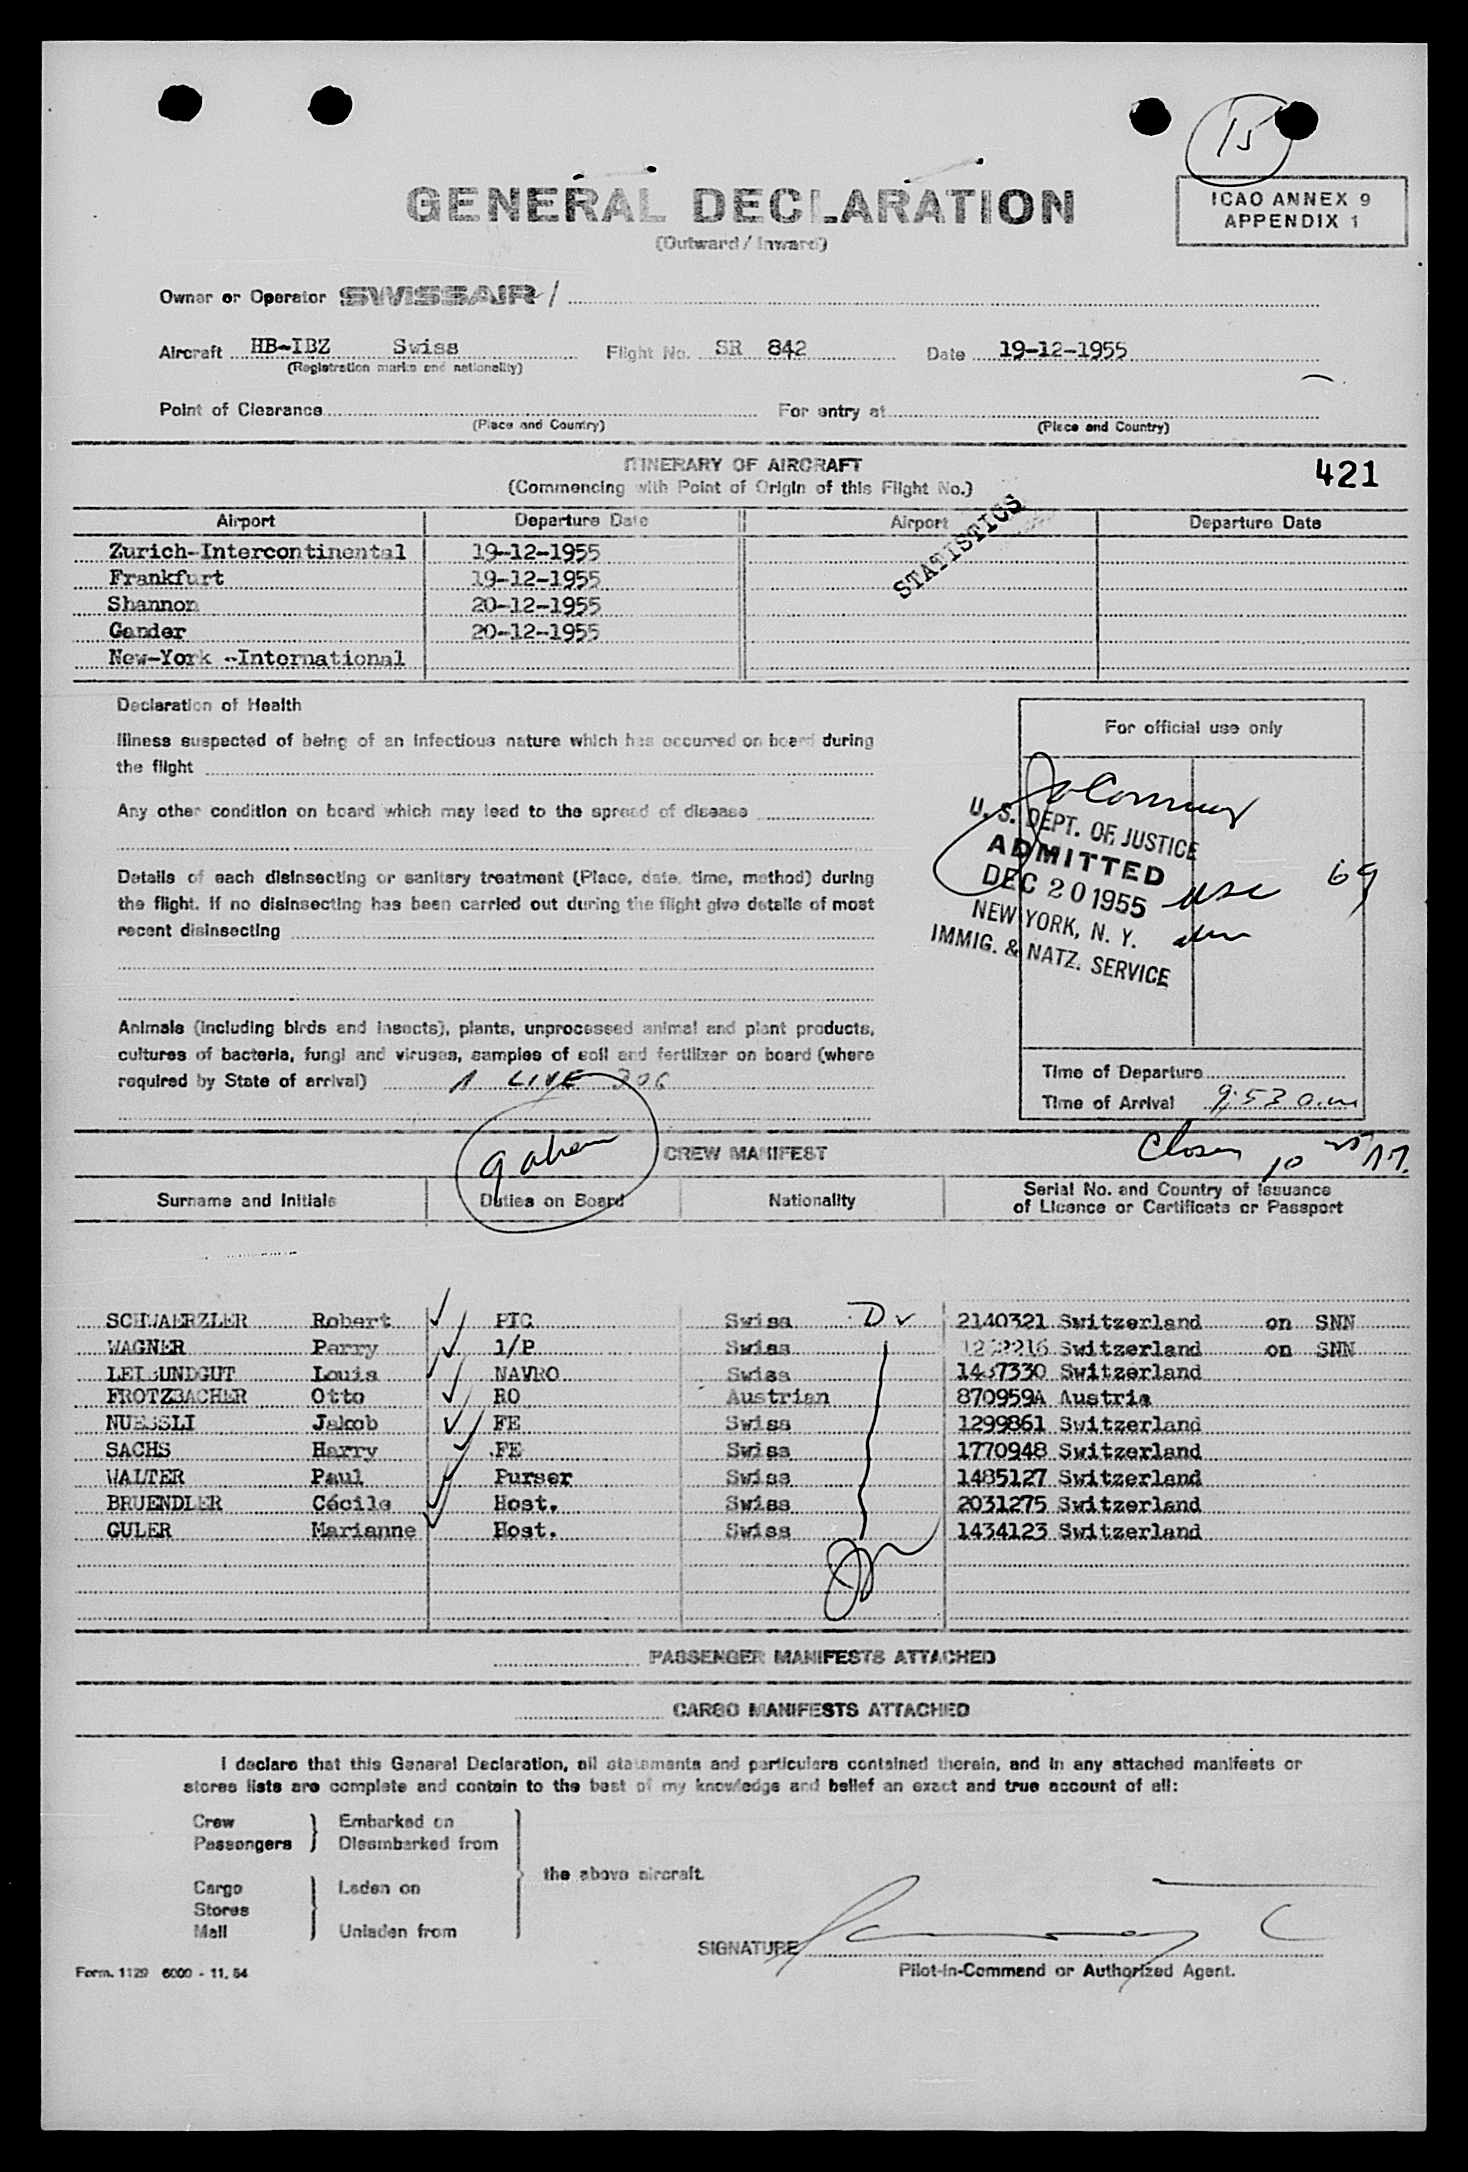 15
GENERAL DECLARATION
ICAO ANNEX 9
APPENDIX 1
(Outward / Inward)
Owner or Operator SWISSAIR /
Aircraft HB-IBZ Swiss Flight No. SR 842 Date 19-12-1955
(Registration marks and nationality)
Point of Clearance For entry at
(Place and Country) (Place and Country)
ITINERARY OF AIRCRAFT
(Commencing with Point of Origin of this Flight No.)
421
Airport Departure Date Airport Departure Date
STATISTICS
Zurich-Intercontinental 19-12-1955
Frankfurt 19-12-1955
Shannon 20-12-1955
Gander 20-12-1955
New-York -International
Declaration of Health
Illness suspected of being of an infectious nature which has occurred on board during
the flight
Any other condition on board which may lead to the spread of disease
Details of each disinsecting or sanitary treatment (Place, date, time, method) during
the flight. If no disinsecting has been carried out during the flight give details of most
recent disinsecting
Animals (including birds and insects), plants, unprocessed animal and plant products,
cultures of bacteria, fungi and viruses, samples of soil and fertilizer on board (where
required by State of arrival) 1 LIVE
For official use only
U. S. DEPT. OF JUSTICE
ADMITTED
DEC 20 1955
NEW YORK, N. Y.
IMMIG. & NATZ. SERVICE
usc 69
Time of Departure
Time of Arrival 9:53 a.m
CREW MANIFEST
Surname and Initials Duties on Board Nationality Serial No. and Country of Issuance
of Licence or Certificate or Passport
SCHWAERZLER Robert PIC Swiss D 2140321 Switzerland on SNN
WAGNER Parry 1/P Swiss Switzerland on SNN
LEIBUNDGUT Louis NAVRO Swiss 1437330 Switzerland
FROTZBACHER Otto RO Austrian 870959A Austria
NUESSLI Jakob FE Swiss 1299861 Switzerland
SACHS Harry FE Swiss 1770948 Switzerland
WALTER Paul Purser Swiss 1485127 Switzerland
BRUENDLER Cécile Host. Swiss 2031275 Switzerland
GULER Marianne Host. Swiss 1434123 Switzerland
PASSENGER MANIFESTS ATTACHED
CARGO MANIFESTS ATTACHED
I declare that this General Declaration, all statements and particulars contained therein, and in any attached manifests or
stores lists are complete and contain to the best of my knowledge and belief an exact and true account of all:
Crew Embarked on
Passengers Disembarked from
the above aircraft.
Cargo Laden on
Stores
Mail Unladen from
SIGNATURE
Pilot-in-Commend or Authorized Agent.
Form. 1129 6000 - 11. 54